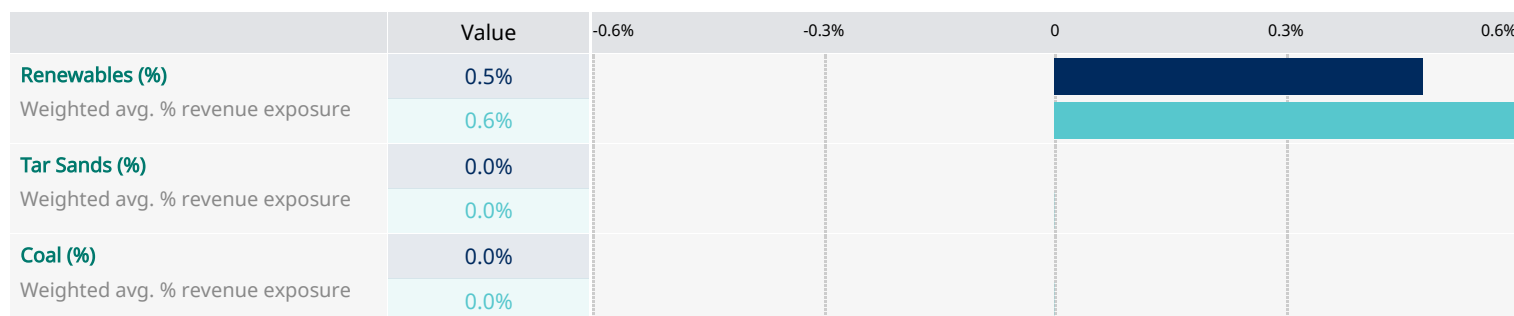 Value -0.6% -0.3% 0 0.3% 0.6%
Renewables (%)
0.5%
Weighted avg. % revenue exposure
0.6%
Tar Sands (%)
0.0%
Weighted avg. % revenue exposure
0.0%
Coal (%)
0.0%
Weighted avg. % revenue exposure
0.0%